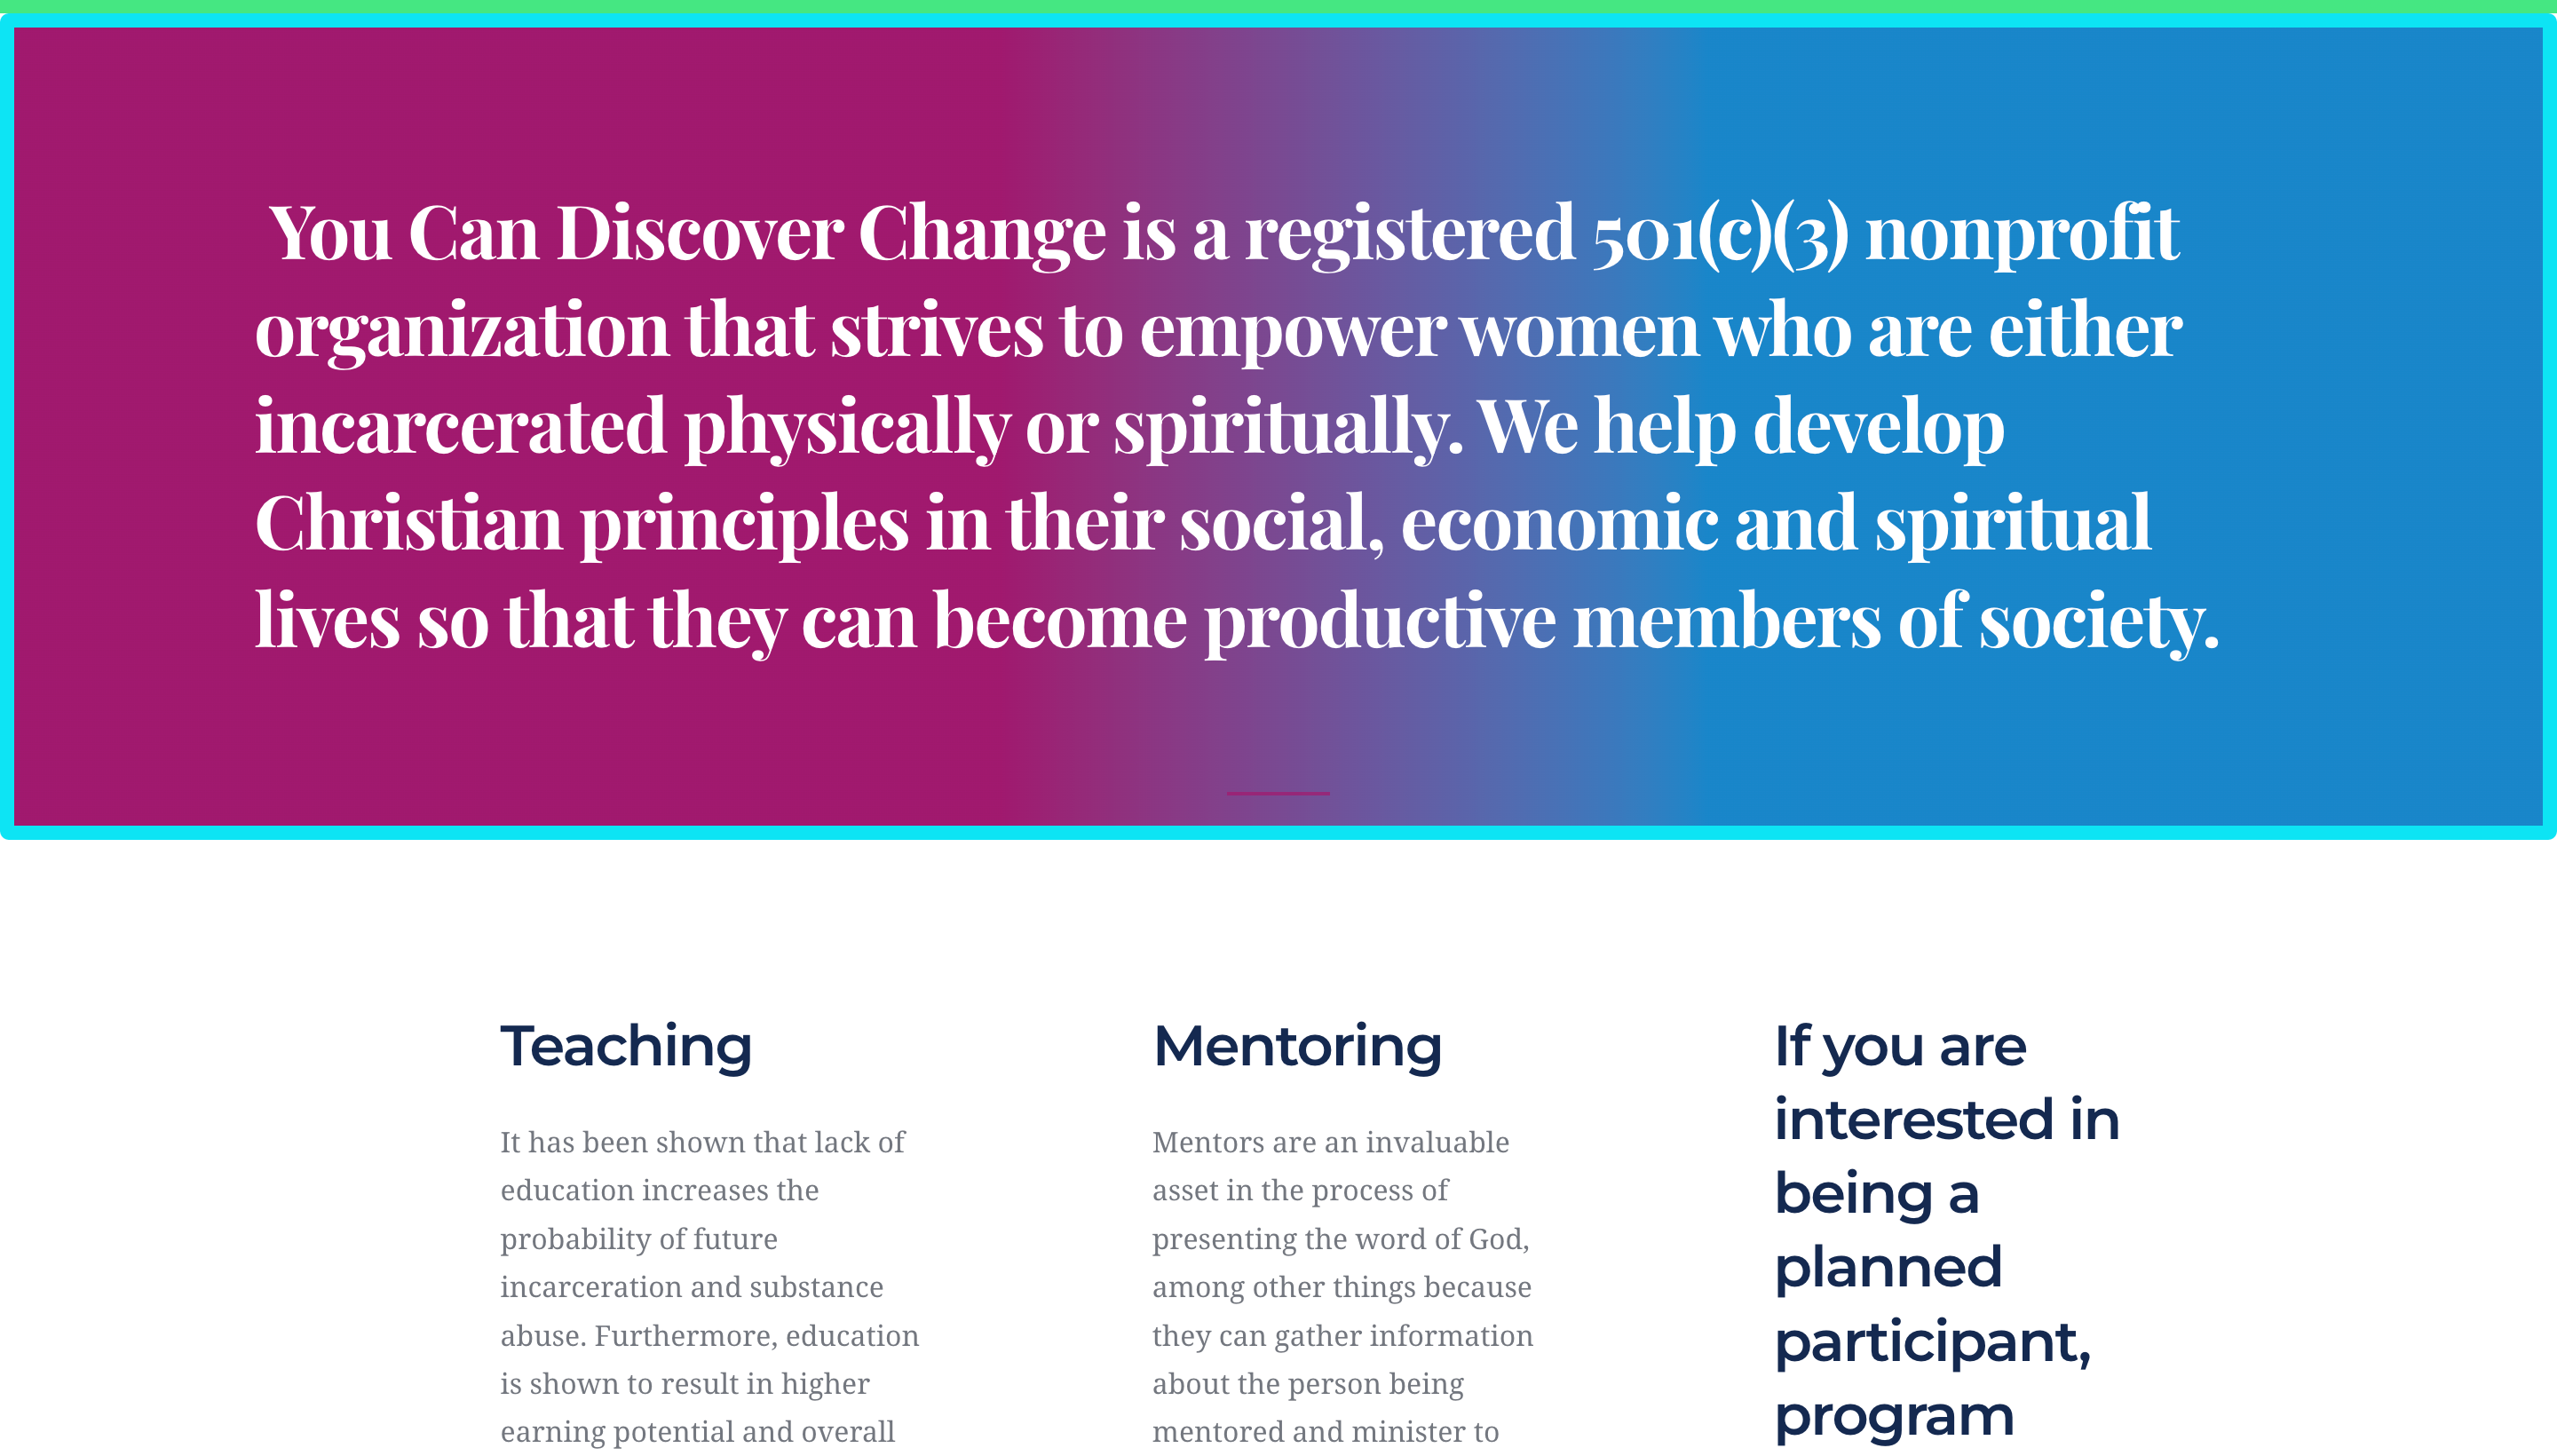 You Can Discover Change is a registered 501(c)(3) nonprofit
organization that strives to empower women who are either
incarcerated physically or spiritually. We help develop
Christian principles in their social, economic and spiritual
lives so that they can become productive members of society.
Teaching
It has been shown that lack of
education increases the
probability of future
incarceration and substance
abuse. Furthermore, education
is shown to result in higher
earning potential and overall
Mentoring
Mentors are an invaluable
asset in the process of
presenting the word of God,
among other things because
they can gather information
about the person being
mentored and minister to
If you are
interested in
being a
planned
participant,
program